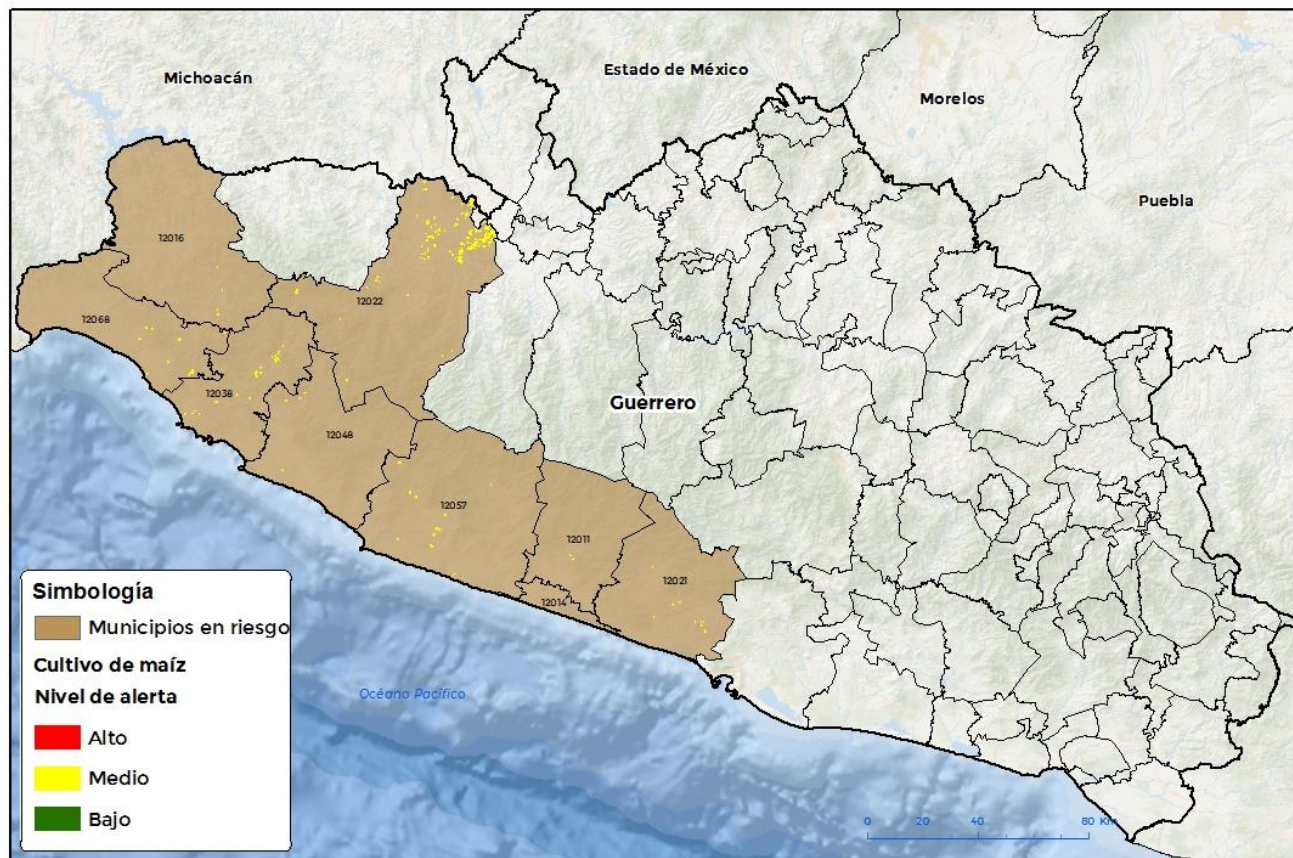 Michoacán
Estado de México
Morelos
Puebla
12016
12022
12068
12038
Guerrero
12048
12057
12011
12021
12014
Océano Pacífico
Simbología
Municipios en riesgo
Cultivo de maíz
Nivel de alerta
Alto
Medio
Bajo
0 20 40 80 Km